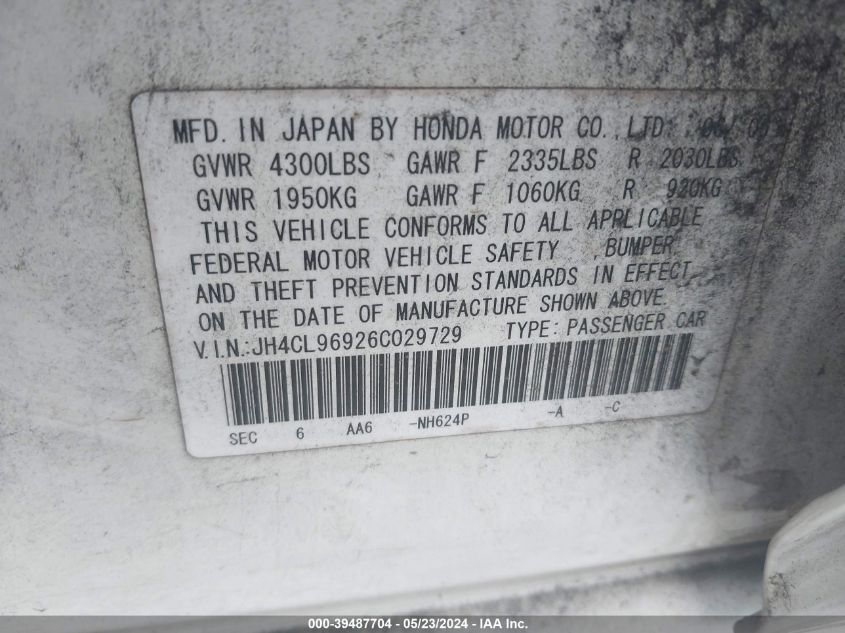 MFD. IN JAPAN BY HONDA MOTOR CO., LTD.
GVWR 4300LBS GAWR F 2335LBS R 2030LBS
GVWR 1950KG GAWR F 1060KG R 920KG
THIS VEHICLE CONFORMS TO ALL APPLICABLE
FEDERAL MOTOR VEHICLE SAFETY , BUMPER
AND THEFT PREVENTION STANDARDS IN EFFECT
ON THE DATE OF MANUFACTURE SHOWN ABOVE.
V.I.N.:JH4CL96926C029729 TYPE: PASSENGER CAR
SEC 6 AA6 -NH624P -A -C
000-39487704 — 05/23/2024 — IAA Inc.